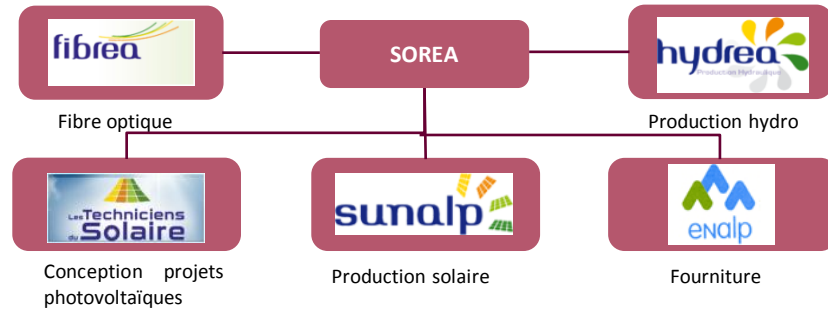 fibrea
SOREA
hydrea
Production Hydraulique
Fibre optique
Production hydro
Les Techniciens
du Solaire
sunalp
enalp
Conception projets
photovoltaïques
Production solaire
Fourniture